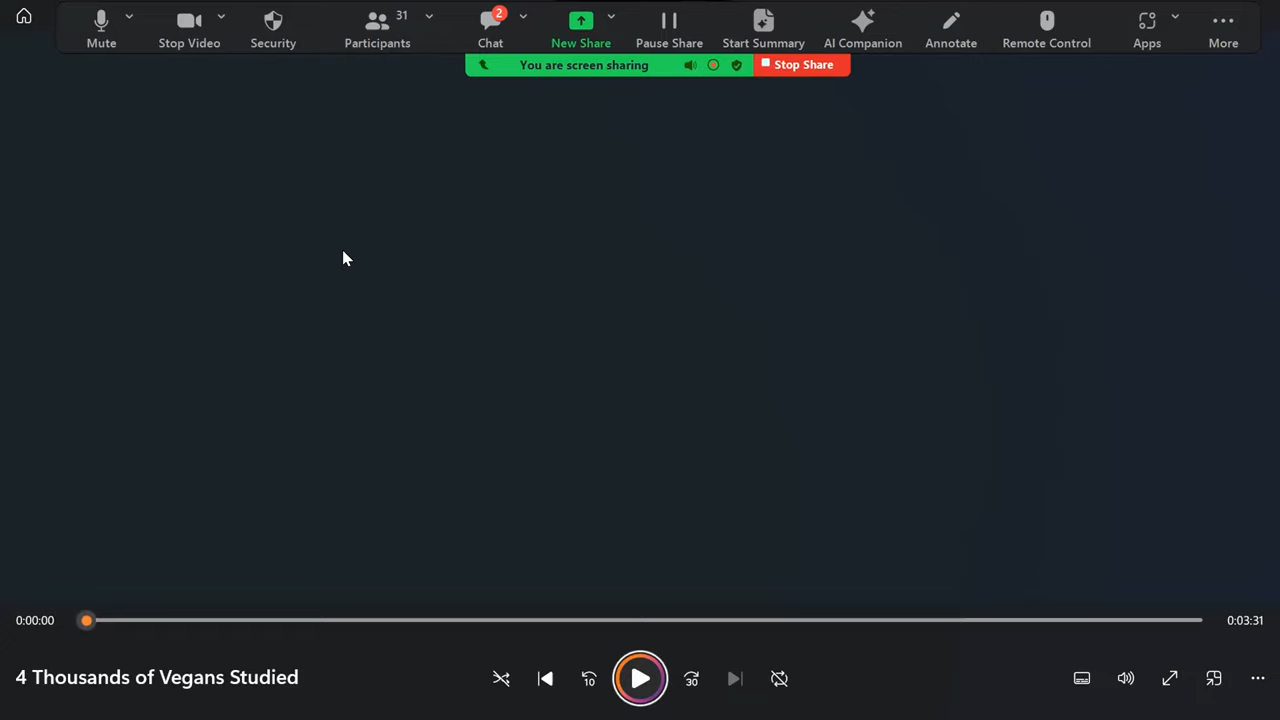 Mute
Stop Video
Security
Participants 31
Chat 2
New Share
Pause Share
Start Summary
AI Companion
Annotate
Remote Control
Apps
More
You are screen sharing
Stop Share
0:00:00
0:03:31
4 Thousands of Vegans Studied
10
30